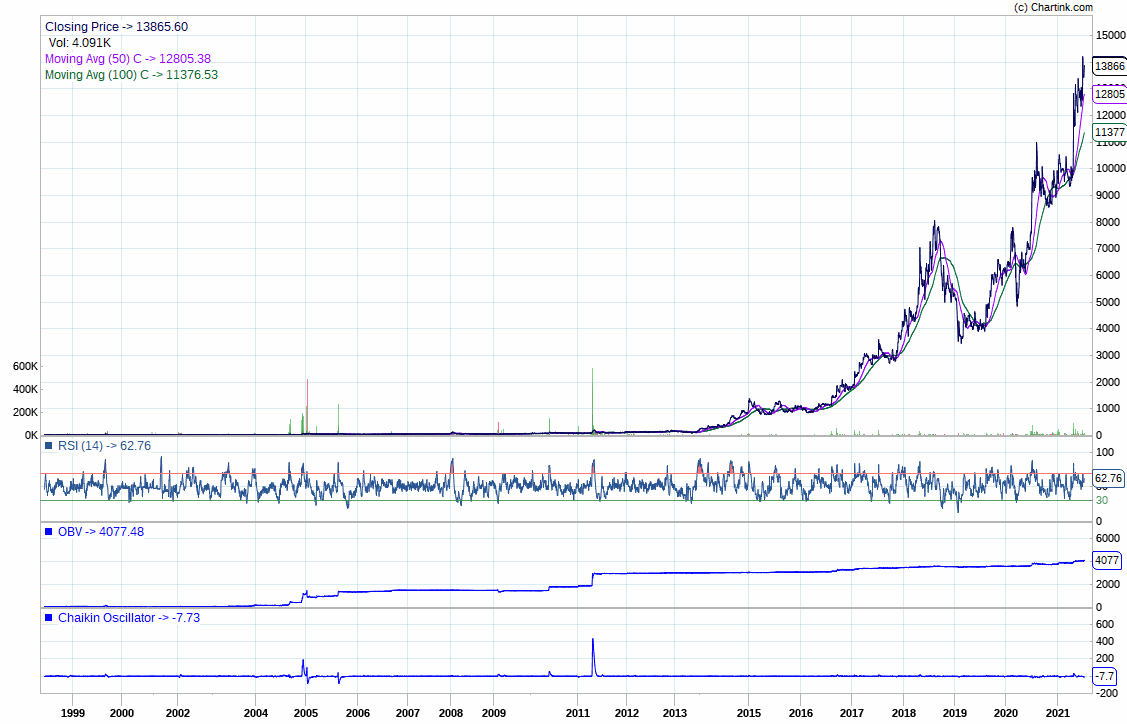 (c) Chartink.com
Closing Price -> 13865.60
Vol: 4.091K
Moving Avg (50) C -> 12805.38
Moving Avg (100) C -> 11376.53
15000
13866
12805
12000
11377
11000
10000
9000
8000
7000
6000
5000
4000
3000
2000
1000
0
600K
400K
200K
0K
RSI (14) -> 62.76
100
62.76
30
0
OBV -> 4077.48
6000
4077
2000
0
Chaikin Oscillator -> -7.73
600
400
200
-7.7
-200
1999 2000 2002 2004 2005 2006 2007 2008 2009 2011 2012 2013 2015 2016 2017 2018 2019 2020 2021